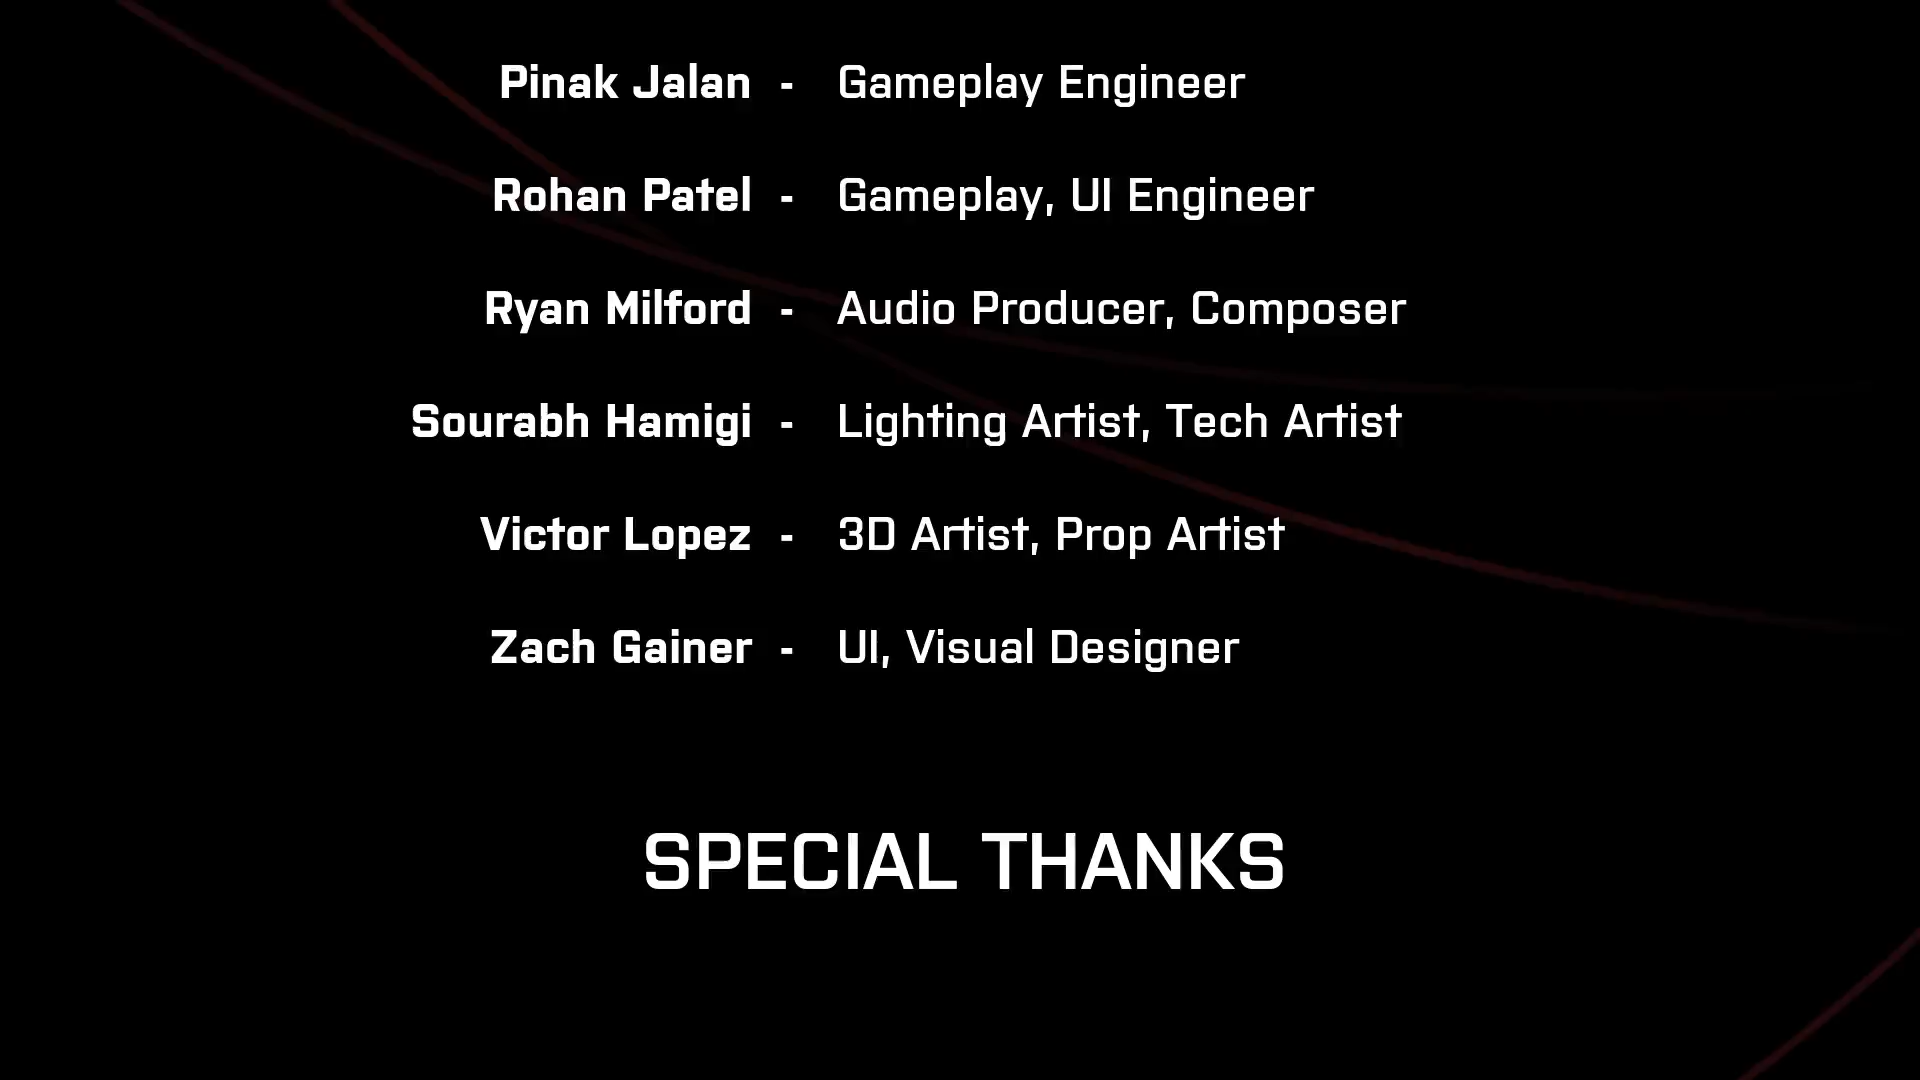 Pinak Jalan - Gameplay Engineer
Rohan Patel - Gameplay, UI Engineer
Ryan Milford - Audio Producer, Composer
Sourabh Hamigi - Lighting Artist, Tech Artist
Victor Lopez - 3D Artist, Prop Artist
Zach Gainer - UI, Visual Designer
SPECIAL THANKS